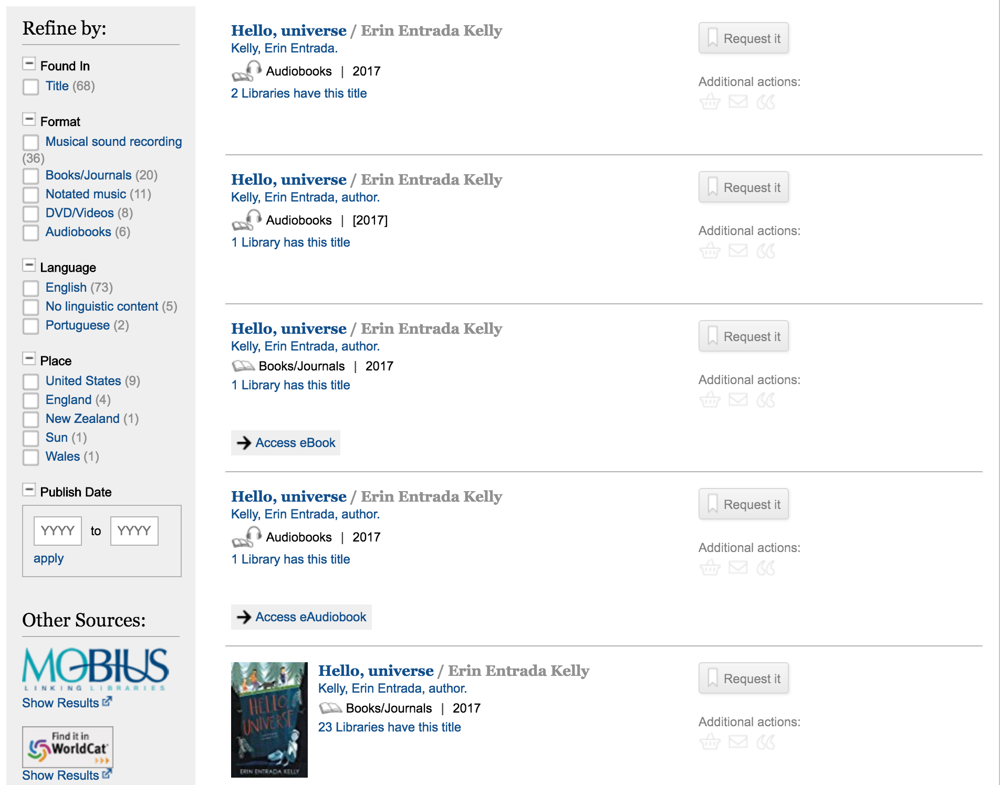 Refine by:
Found In
Title (68)
Format
Musical sound recording
(36)
Books/Journals (20)
Notated music (11)
DVD/Videos (8)
Audiobooks (6)
Language
English (73)
No linguistic content (5)
Portuguese (2)
Place
United States (9)
England (4)
New Zealand (1)
Sun (1)
Wales (1)
Publish Date
YYYY to YYYY
apply
Other Sources:
MOBIUS
LINKING LIBRARIES
Show Results
Find it in
WorldCat
Show Results
Hello, universe / Erin Entrada Kelly
Kelly, Erin Entrada.
Audiobooks | 2017
2 Libraries have this title
Request it
Additional actions:
Hello, universe / Erin Entrada Kelly
Kelly, Erin Entrada, author.
Audiobooks | [2017]
1 Library has this title
Request it
Additional actions:
Hello, universe / Erin Entrada Kelly
Kelly, Erin Entrada, author.
Books/Journals | 2017
1 Library has this title
Access eBook
Request it
Additional actions:
Hello, universe / Erin Entrada Kelly
Kelly, Erin Entrada, author.
Audiobooks | 2017
1 Library has this title
Access eAudiobook
Request it
Additional actions:
HELLO,
UNIVERSE
ERIN ENTRADA KELLY
Hello, universe / Erin Entrada Kelly
Kelly, Erin Entrada, author.
Books/Journals | 2017
23 Libraries have this title
Request it
Additional actions: